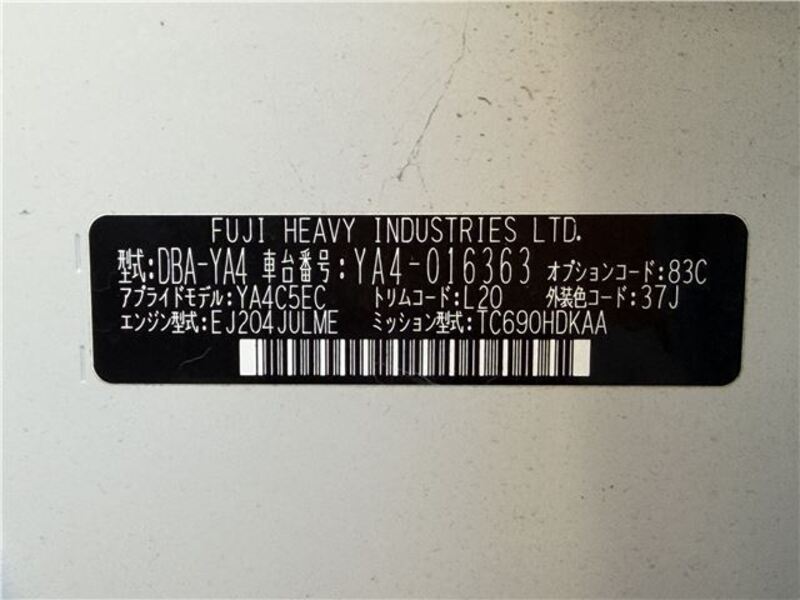 FUJI HEAVY INDUSTRIES LTD.
型式:DBA-YA4 車台番号:YA4-016363 オプションコード:83C
アプライドモデル:YA4C5EC トリムコード:L20 外装色コード:37J
エンジン型式:EJ204JULME ミッション型式:TC690HDKAA